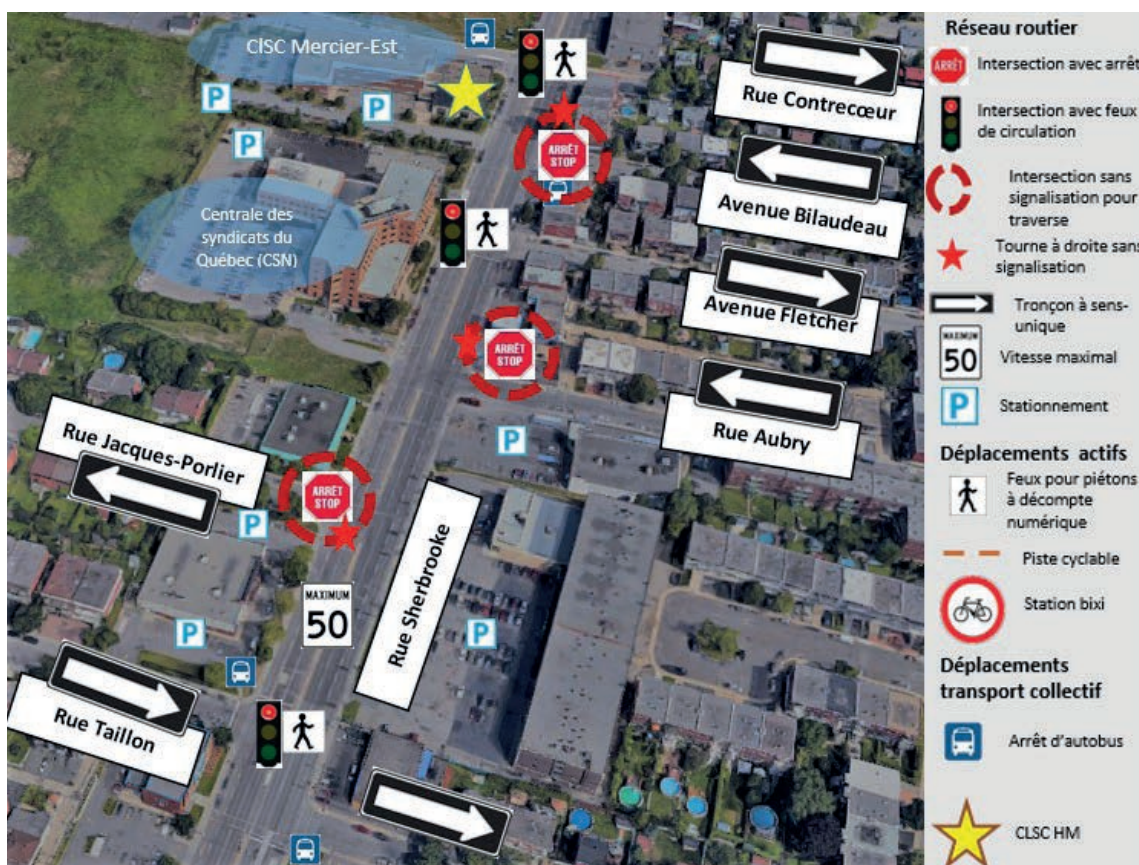 ClSC Mercier-Est
P
P
P
P
Centrale des
syndicats du
Québec (CSN)
ARRÊT
STOP
ARRÊT
STOP
ARRÊT
STOP
Rue Contrecœur
Avenue Bilaudeau
Avenue Fletcher
Rue Aubry
Rue Jacques-Porlier
P
P
P
P
MAXIMUM
50
Rue Sherbrooke
Rue Taillon
Réseau routier
ARRÊT
Intersection avec arrêt
Intersection avec feux
de circulation
Intersection sans
signalisation pour
traverse
Tourne à droite sans
signalisation
Tronçon à sens-
unique
MAXIMUM
50
Vitesse maximal
P
Stationnement
Déplacements actifs
Feux pour piétons
à décompte
numérique
Piste cyclable
Station bixi
Déplacements
transport collectif
Arrêt d'autobus
CLSC HM